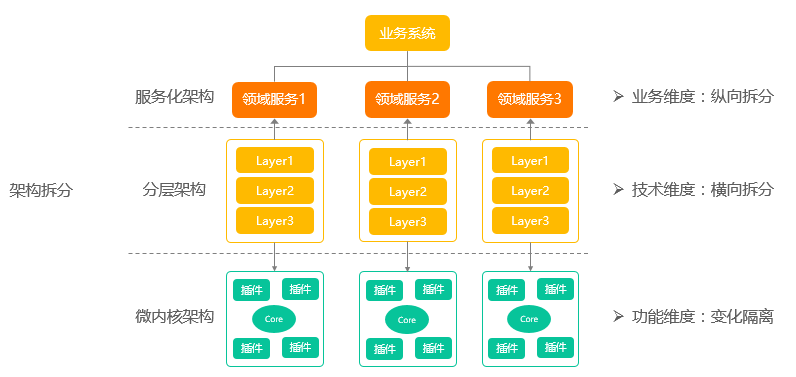 业务系统
服务化架构
领域服务1
领域服务2
领域服务3
➢ 业务维度：纵向拆分
架构拆分
分层架构
Layer1
Layer2
Layer3
Layer1
Layer2
Layer3
Layer1
Layer2
Layer3
➢ 技术维度：横向拆分
微内核架构
插件
插件
Core
插件
插件
插件
插件
Core
插件
插件
插件
插件
Core
插件
插件
➢ 功能维度：变化隔离